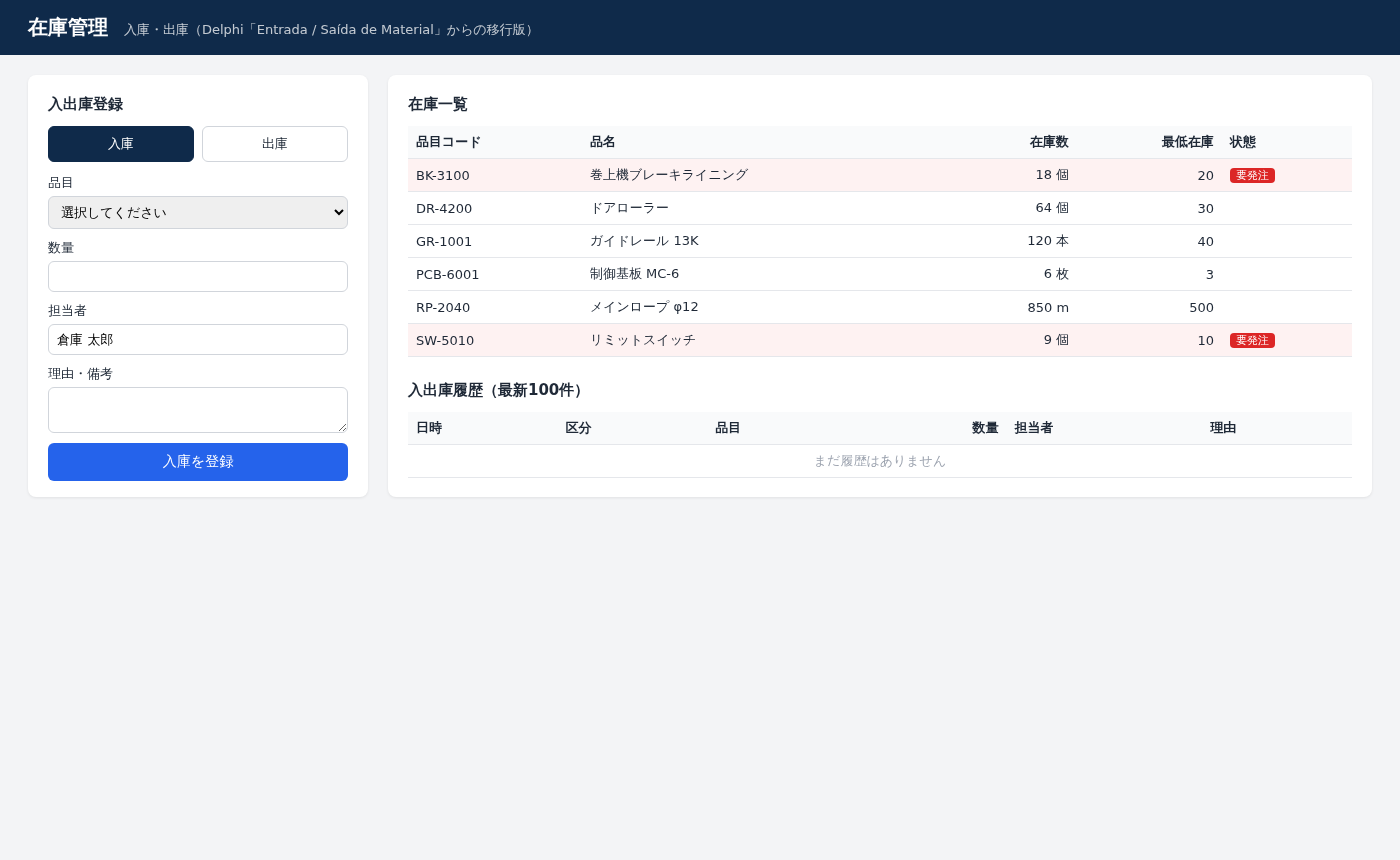 在庫管理 入庫・出庫（Delphi「Entrada / Saída de Material」からの移行版）
入出庫登録
入庫 出庫
品目
選択してください
数量
担当者
倉庫 太郎
理由・備考
入庫を登録
在庫一覧
品目コード 品名 在庫数 最低在庫 状態
BK-3100 巻上機ブレーキライニング 18 個 20 要発注
DR-4200 ドアローラー 64 個 30
GR-1001 ガイドレール 13K 120 本 40
PCB-6001 制御基板 MC-6 6 枚 3
RP-2040 メインロープ φ12 850 m 500
SW-5010 リミットスイッチ 9 個 10 要発注
入出庫履歴（最新100件）
日時 区分 品目 数量 担当者 理由
まだ履歴はありません